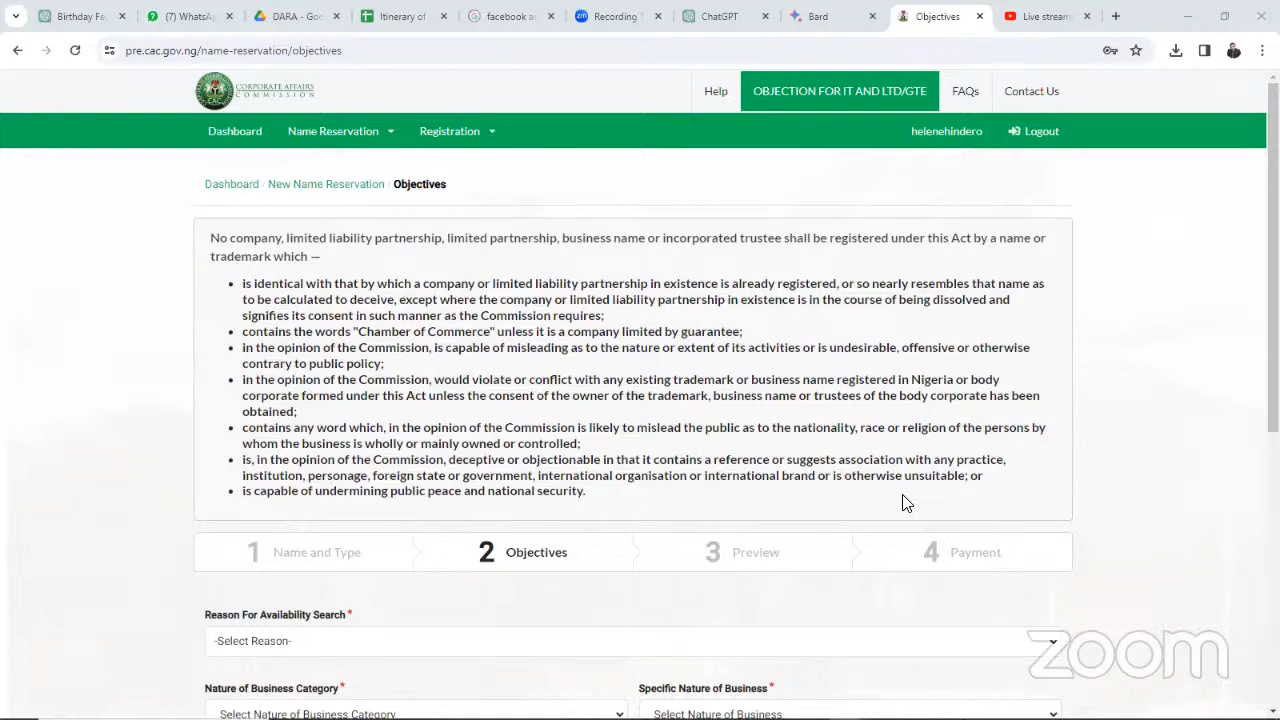 Birthday Fe
(7) WhatsA
DARA - Goo
Itinerary of
facebook a
Recording T
ChatGPT
Bard
Objectives
Live stream
pre.cac.gov.ng/name-reservation/objectives
CORPORATE AFFAIRS
COMMISSION
Help
OBJECTION FOR IT AND LTD/GTE
FAQs
Contact Us
Dashboard
Name Reservation
Registration
helenehindero
Logout
Dashboard / New Name Reservation / Objectives
No company, limited liability partnership, limited partnership, business name or incorporated trustee shall be registered under this Act by a name or
trademark which —
• is identical with that by which a company or limited liability partnership in existence is already registered, or so nearly resembles that name as
to be calculated to deceive, except where the company or limited liability partnership in existence is in the course of being dissolved and
signifies its consent in such manner as the Commission requires;
• contains the words "Chamber of Commerce" unless it is a company limited by guarantee;
• in the opinion of the Commission, is capable of misleading as to the nature or extent of its activities or is undesirable, offensive or otherwise
contrary to public policy;
• in the opinion of the Commission, would violate or conflict with any existing trademark or business name registered in Nigeria or body
corporate formed under this Act unless the consent of the owner of the trademark, business name or trustees of the body corporate has been
obtained;
• contains any word which, in the opinion of the Commission is likely to mislead the public as to the nationality, race or religion of the persons by
whom the business is wholly or mainly owned or controlled;
• is, in the opinion of the Commission, deceptive or objectionable in that it contains a reference or suggests association with any practice,
institution, personage, foreign state or government, international organisation or international brand or is otherwise unsuitable; or
• is capable of undermining public peace and national security.
1 Name and Type
2 Objectives
3 Preview
4 Payment
Reason For Availability Search *
-Select Reason-
zoom
Nature of Business Category *
Specific Nature of Business *
Select Nature of Business Category
Select Nature of Business